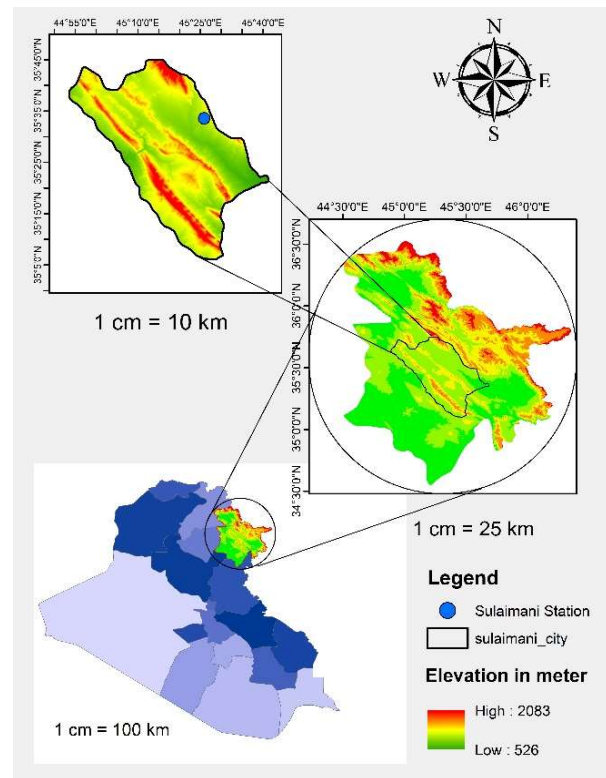 44°55'0"E 45°10'0"E 45°25'0"E 45°40'0"E
35°45'0"N
35°35'0"N
35°25'0"N
35°15'0"N
35°5'0"N
1 cm = 10 km
N
W E
S
44°30'0"E 45°0'0"E 45°30'0"E 46°0'0"E
36°30'0"N
36°0'0"N
35°30'0"N
35°0'0"N
34°30'0"N
1 cm = 25 km
1 cm = 100 km
Legend
Sulaimani Station
sulaimani_city
Elevation in meter
High : 2083
Low : 526